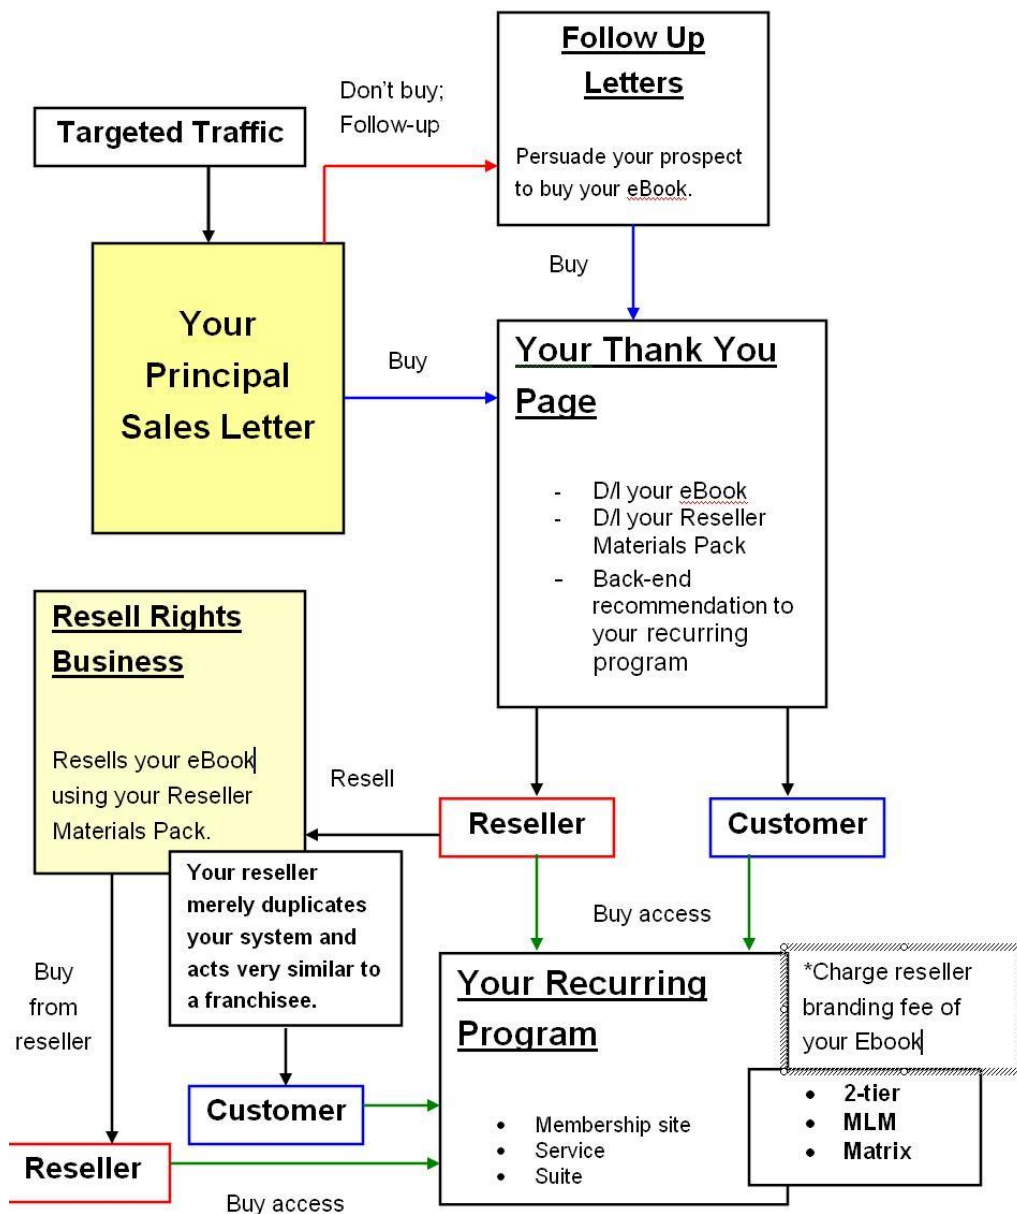 Follow Up
Letters
Persuade your prospect
to buy your eBook.
Don't buy;
Follow-up
Targeted Traffic
Your
Principal
Sales Letter
Buy
Buy
Your Thank You
Page
- D/l your eBook
- D/l your Reseller
Materials Pack
- Back-end
recommendation to
your recurring
program
Resell Rights
Business
Resells your eBook
using your Reseller
Materials Pack.
Resell
Reseller
Customer
Your reseller
merely duplicates
your system and
acts very similar to
a franchisee.
Buy access
Buy
from
reseller
Your Recurring
Program
• Membership site
• Service
• Suite
*Charge reseller
branding fee of
your Ebook
• 2-tier
• MLM
• Matrix
Customer
Reseller
Buy access